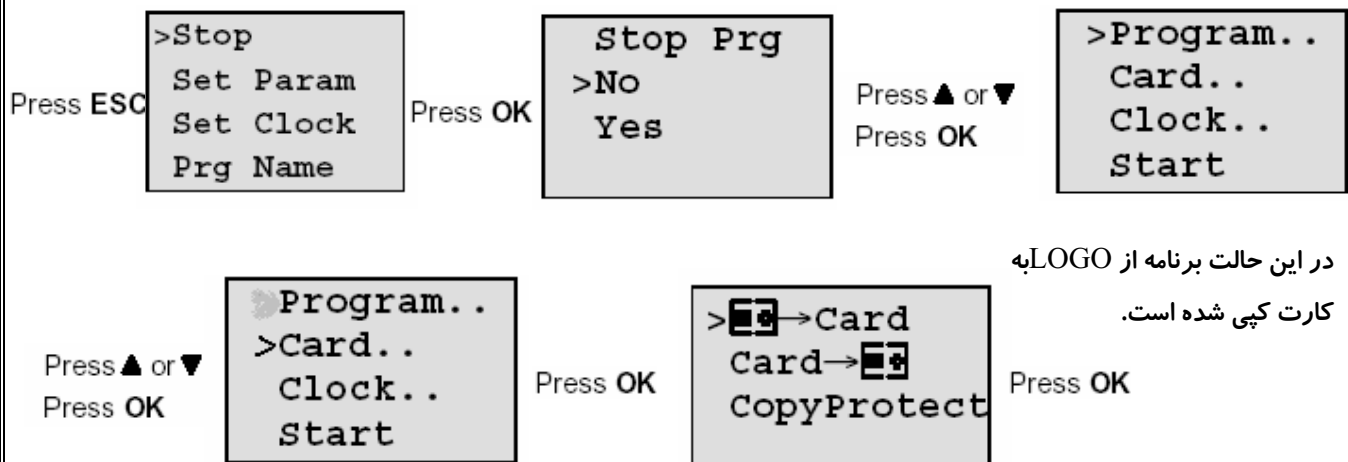 Press ESC
>Stop
Set Param
Set Clock
Prg Name
Press OK
Stop Prg
>No
Yes
Press ▲ or ▼
Press OK
>Program..
Card..
Clock..
Start
در این حالت برنامه از LOGOبه
کارت کپی شده است.
Press ▲ or ▼
Press OK
Program..
>Card..
Clock..
Start
Press OK
>→Card
Card→
CopyProtect
Press OK